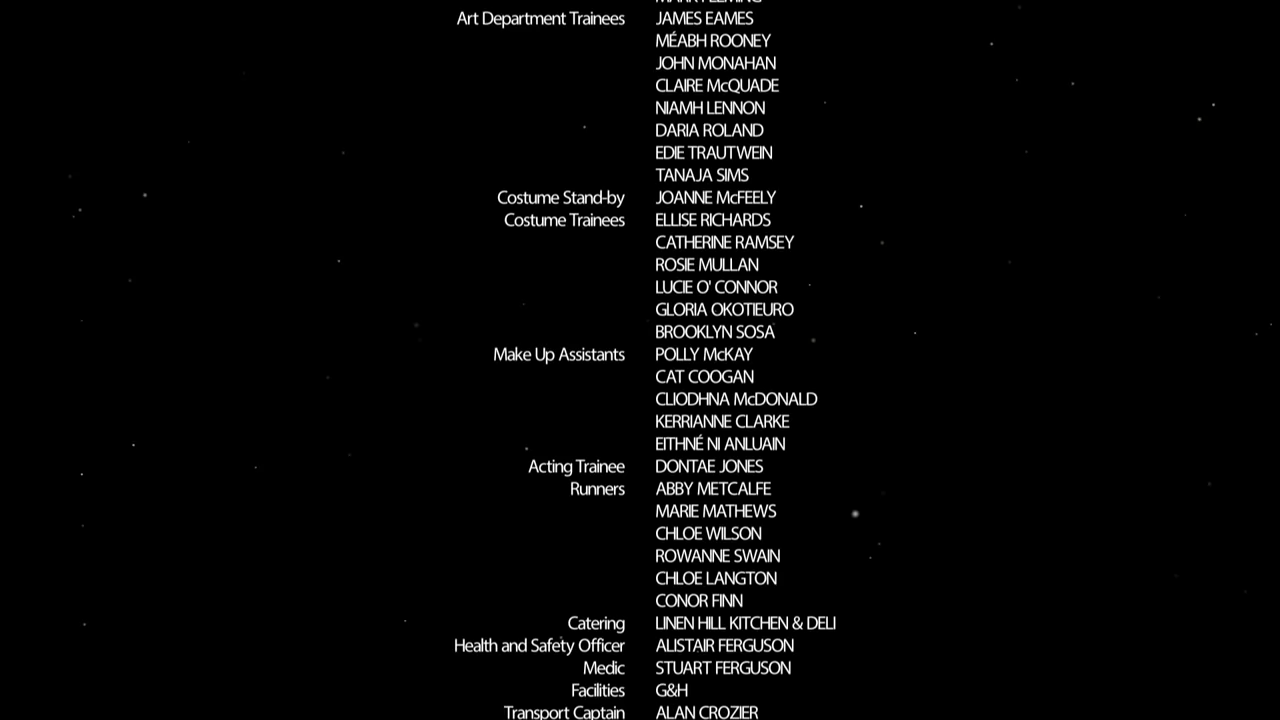 MARK FLEMING
Art Department Trainees JAMES EAMES
MÉABH ROONEY
JOHN MONAHAN
CLAIRE McQUADE
NIAMH LENNON
DARIA ROLAND
EDIE TRAUTWEIN
TANAJA SIMS
Costume Stand-by JOANNE McFEELY
Costume Trainees ELLISE RICHARDS
CATHERINE RAMSEY
ROSIE MULLAN
LUCIE O' CONNOR
GLORIA OKOTIEURO
BROOKLYN SOSA
Make Up Assistants POLLY McKAY
CAT COOGAN
CLIODHNA McDONALD
KERRIANNE CLARKE
EITHNÉ NI ANLUAIN
Acting Trainee DONTAE JONES
Runners ABBY METCALFE
MARIE MATHEWS
CHLOE WILSON
ROWANNE SWAIN
CHLOE LANGTON
CONOR FINN
Catering LINEN HILL KITCHEN & DELI
Health and Safety Officer ALISTAIR FERGUSON
Medic STUART FERGUSON
Facilities G&H
Transport Captain ALAN CROZIER